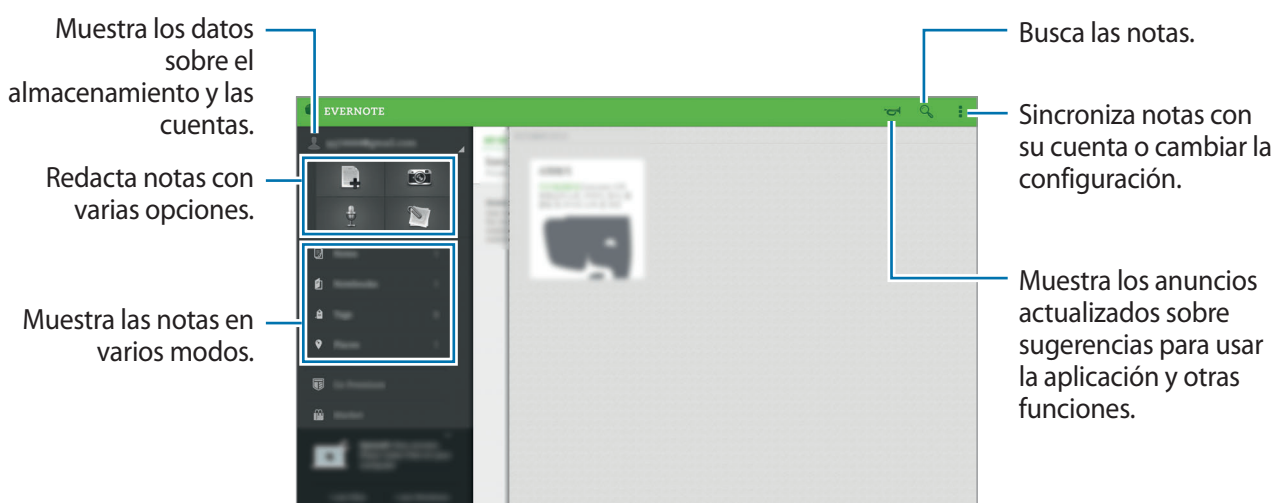 Muestra los datos
sobre el
almacenamiento y las
cuentas.
Redacta notas con
varias opciones.
Muestra las notas en
varios modos.
EVERNOTE
Busca las notas.
Sincroniza notas con
su cuenta o cambiar la
configuración.
Muestra los anuncios
actualizados sobre
sugerencias para usar
la aplicación y otras
funciones.